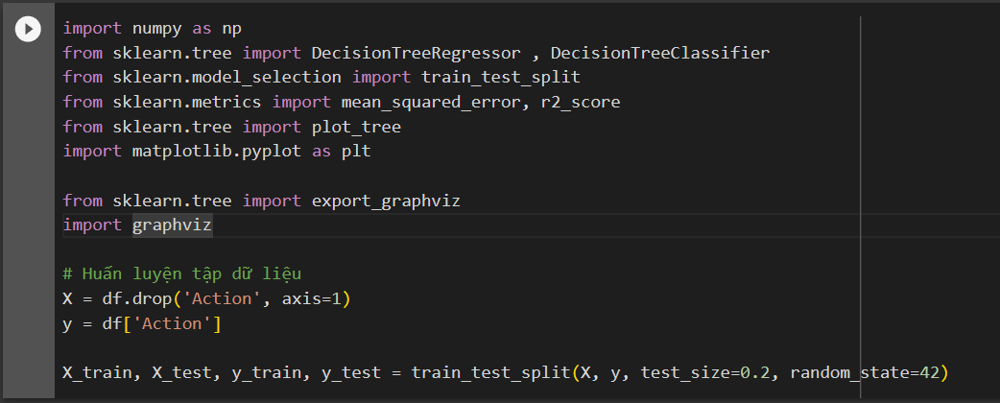 import numpy as np
from sklearn.tree import DecisionTreeRegressor , DecisionTreeClassifier
from sklearn.model_selection import train_test_split
from sklearn.metrics import mean_squared_error, r2_score
from sklearn.tree import plot_tree
import matplotlib.pyplot as plt
from sklearn.tree import export_graphviz
import graphviz
# Huấn luyện tập dữ liệu
X = df.drop('Action', axis=1)
y = df['Action']
X_train, X_test, y_train, y_test = train_test_split(X, y, test_size=0.2, random_state=42)